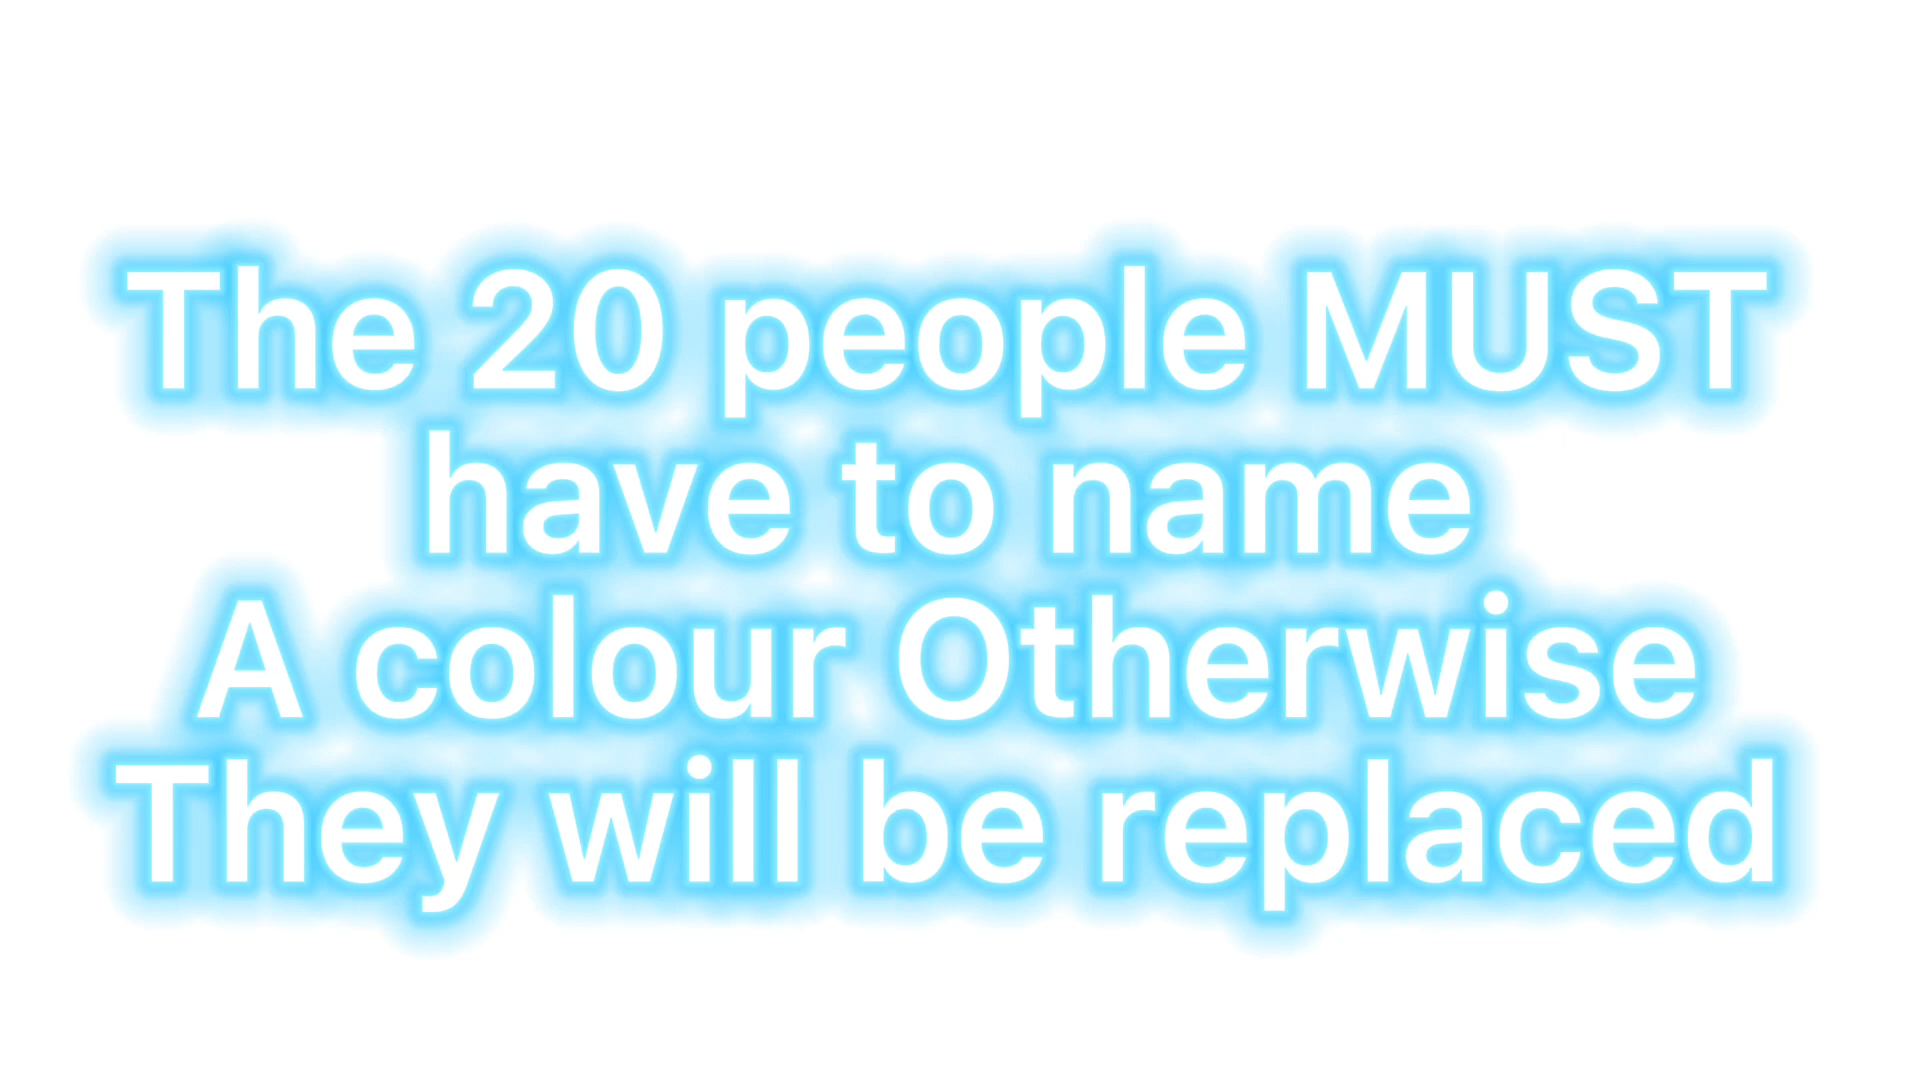 The 20 people MUST
have to name
A colour Otherwise
They will be replaced